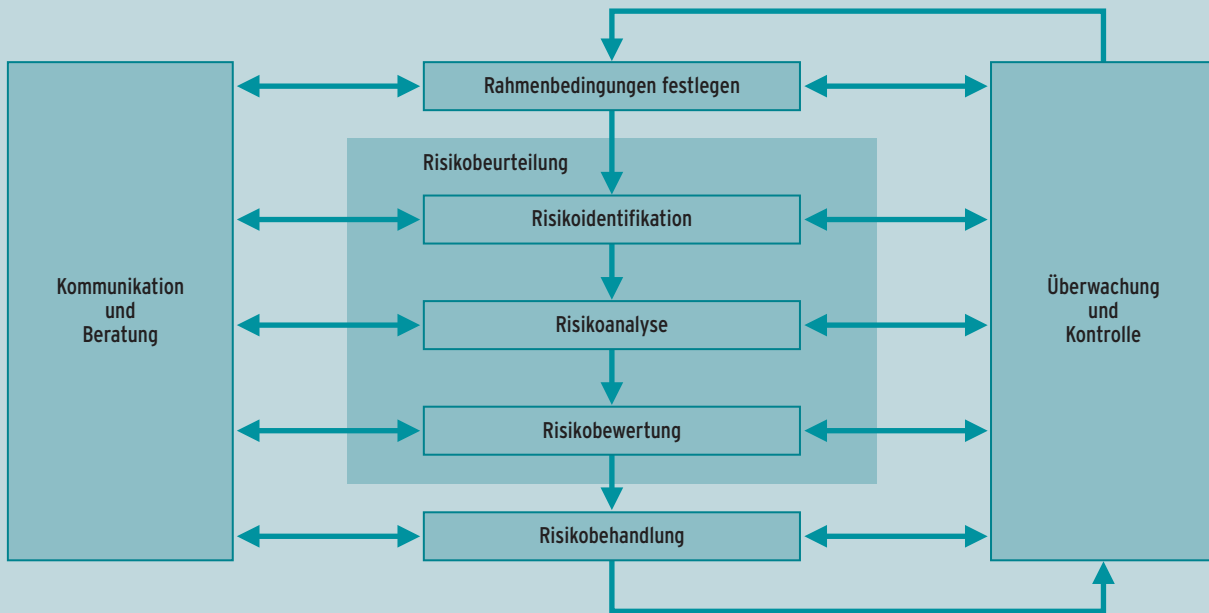 Rahmenbedingungen festlegen
Risikobeurteilung
Risikoidentifikation
Kommunikation
und
Beratung
Risikoanalyse
Überwachung
und
Kontrolle
Risikobewertung
Risikobehandlung